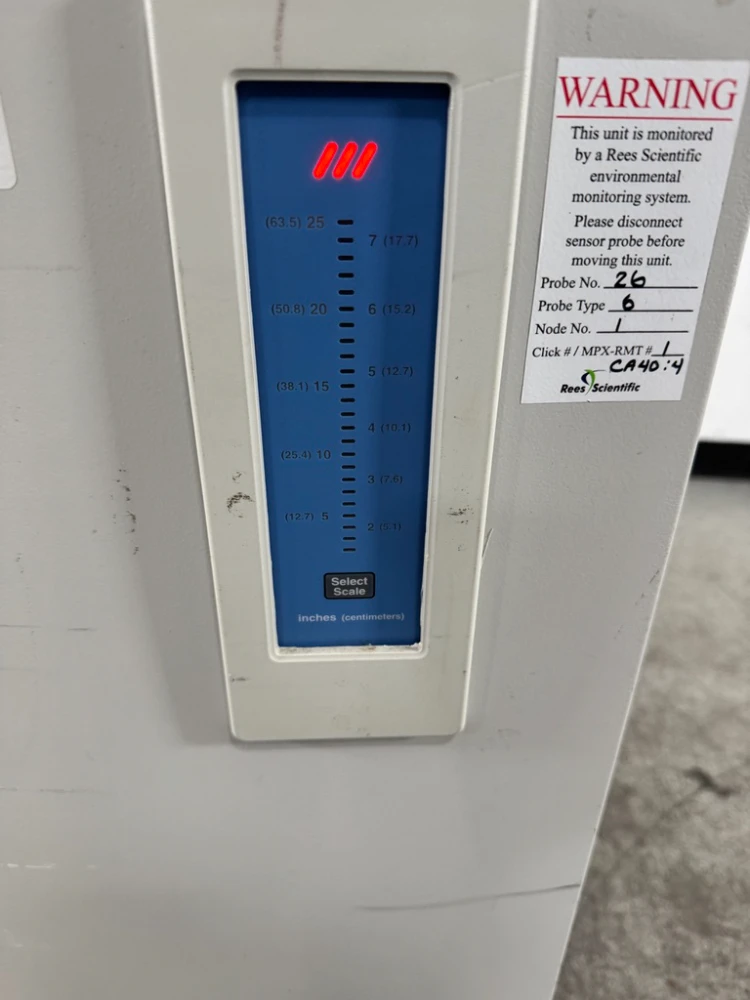 (63.5) 25
7 (17.7)
(50.8) 20
6 (15.2)
5 (12.7)
(38.1) 15
4 (10.1)
(25.4) 10
3 (7.6)
(12.7) 5
2 (5.1)
Select
Scale
inches (centimeters)
WARNING
This unit is monitored
by a Rees Scientific
environmental
monitoring system.
Please disconnect
sensor probe before
moving this unit.
Probe No. 26
Probe Type 6
Node No. 1
Click # / MPX-RMT # 1
CA40:4
Rees Scientific